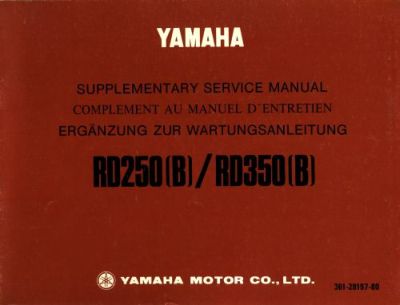 YAMAHA
SUPPLEMENTARY SERVICE MANUAL
COMPLEMENT AU MANUEL D'ENTRETIEN
ERGÄNZUNG ZUR WARTUNGSANLEITUNG
RD250(B)/RD350(B)
YAMAHA MOTOR CO., LTD.
361-28197-80